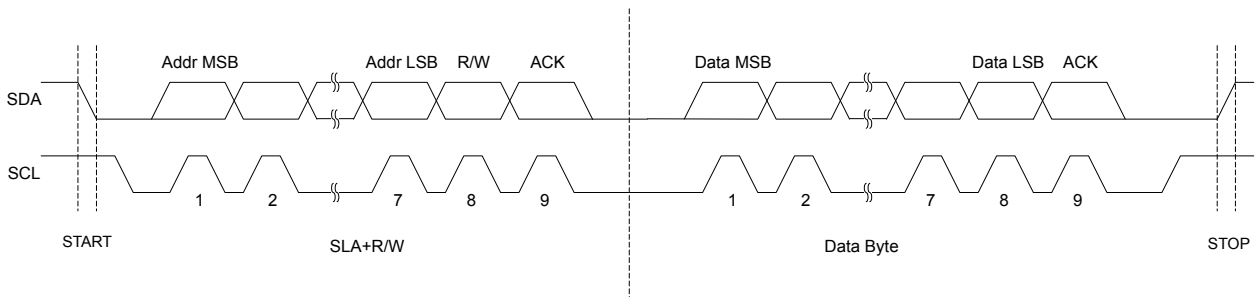 Addr MSB Addr LSB R/W ACK Data MSB Data LSB ACK
SDA
SCL
1 2 7 8 9 1 2 7 8 9
START SLA+R/W Data Byte STOP